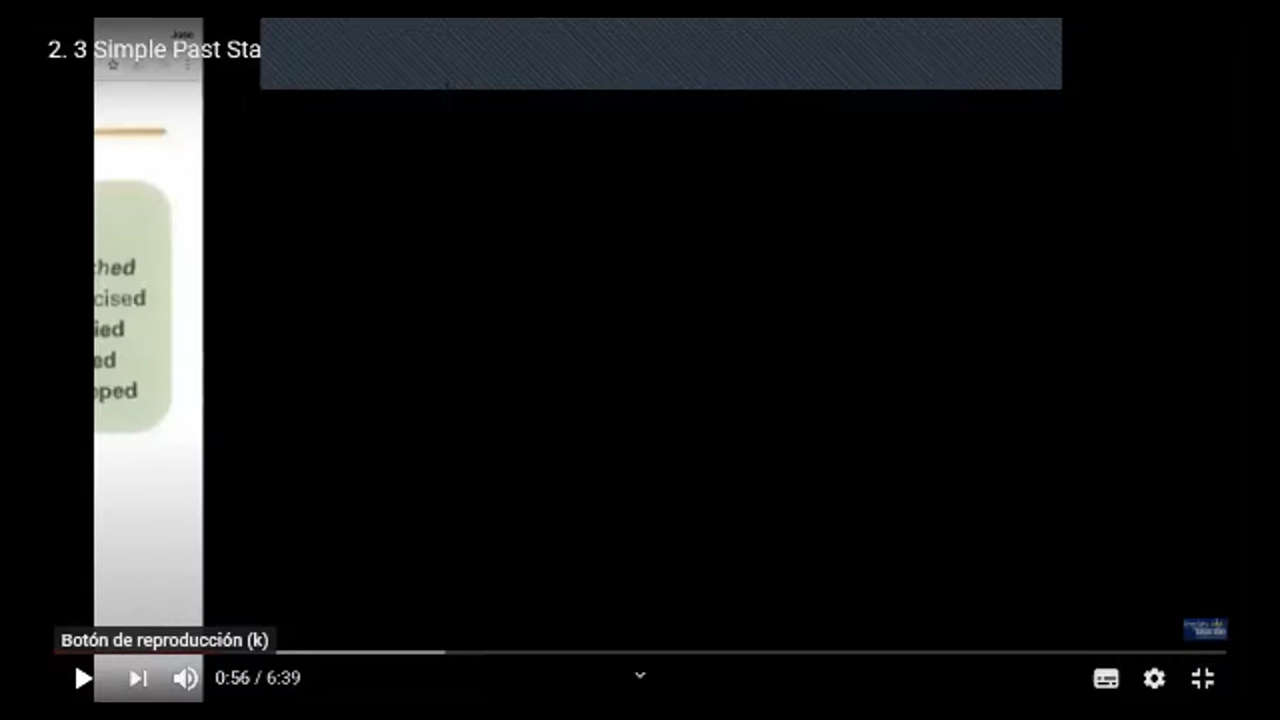 2. 3 Simple Past Sta
ched
cised
ied
ed
pped
Botón de reproducción (k)
0:56 / 6:39